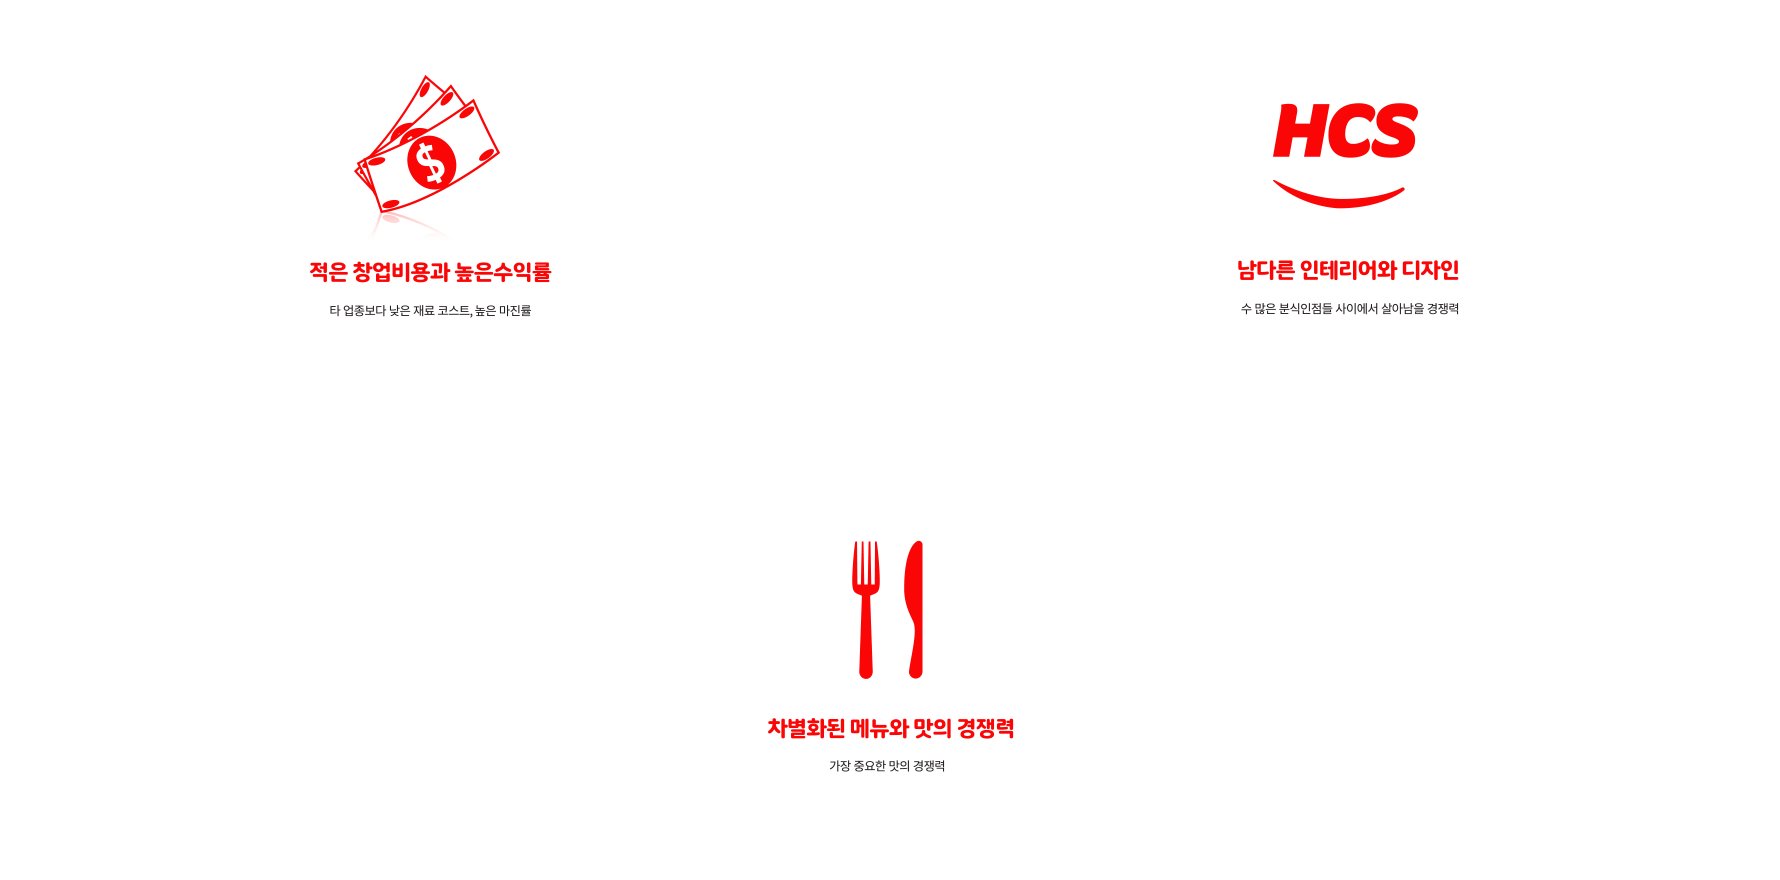 $
적은 창업비용과 높은수익률
타 업종보다 낮은 재료 코스트, 높은 마진률
HCS
남다른 인테리어와 디자인
수 많은 분식인점들 사이에서 살아남을 경쟁력
차별화된 메뉴와 맛의 경쟁력
가장 중요한 맛의 경쟁력